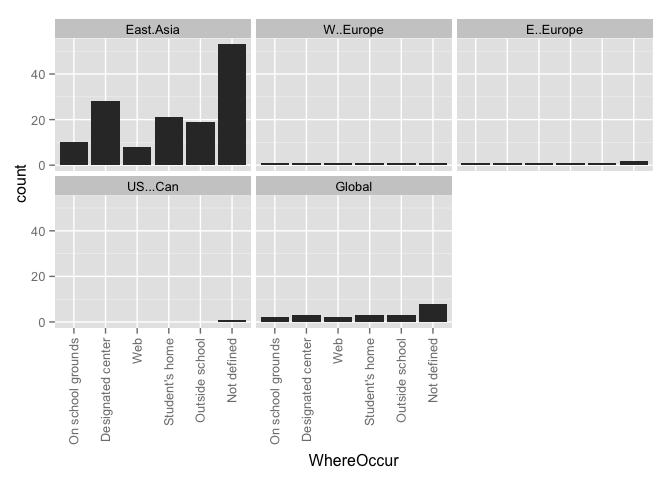 East.Asia
W..Europe
E..Europe
40
20
0
count
US...Can
Global
40
20
0
On school grounds
Designated center
Web
Student's home
Outside school
Not defined
On school grounds
Designated center
Web
Student's home
Outside school
Not defined
WhereOccur